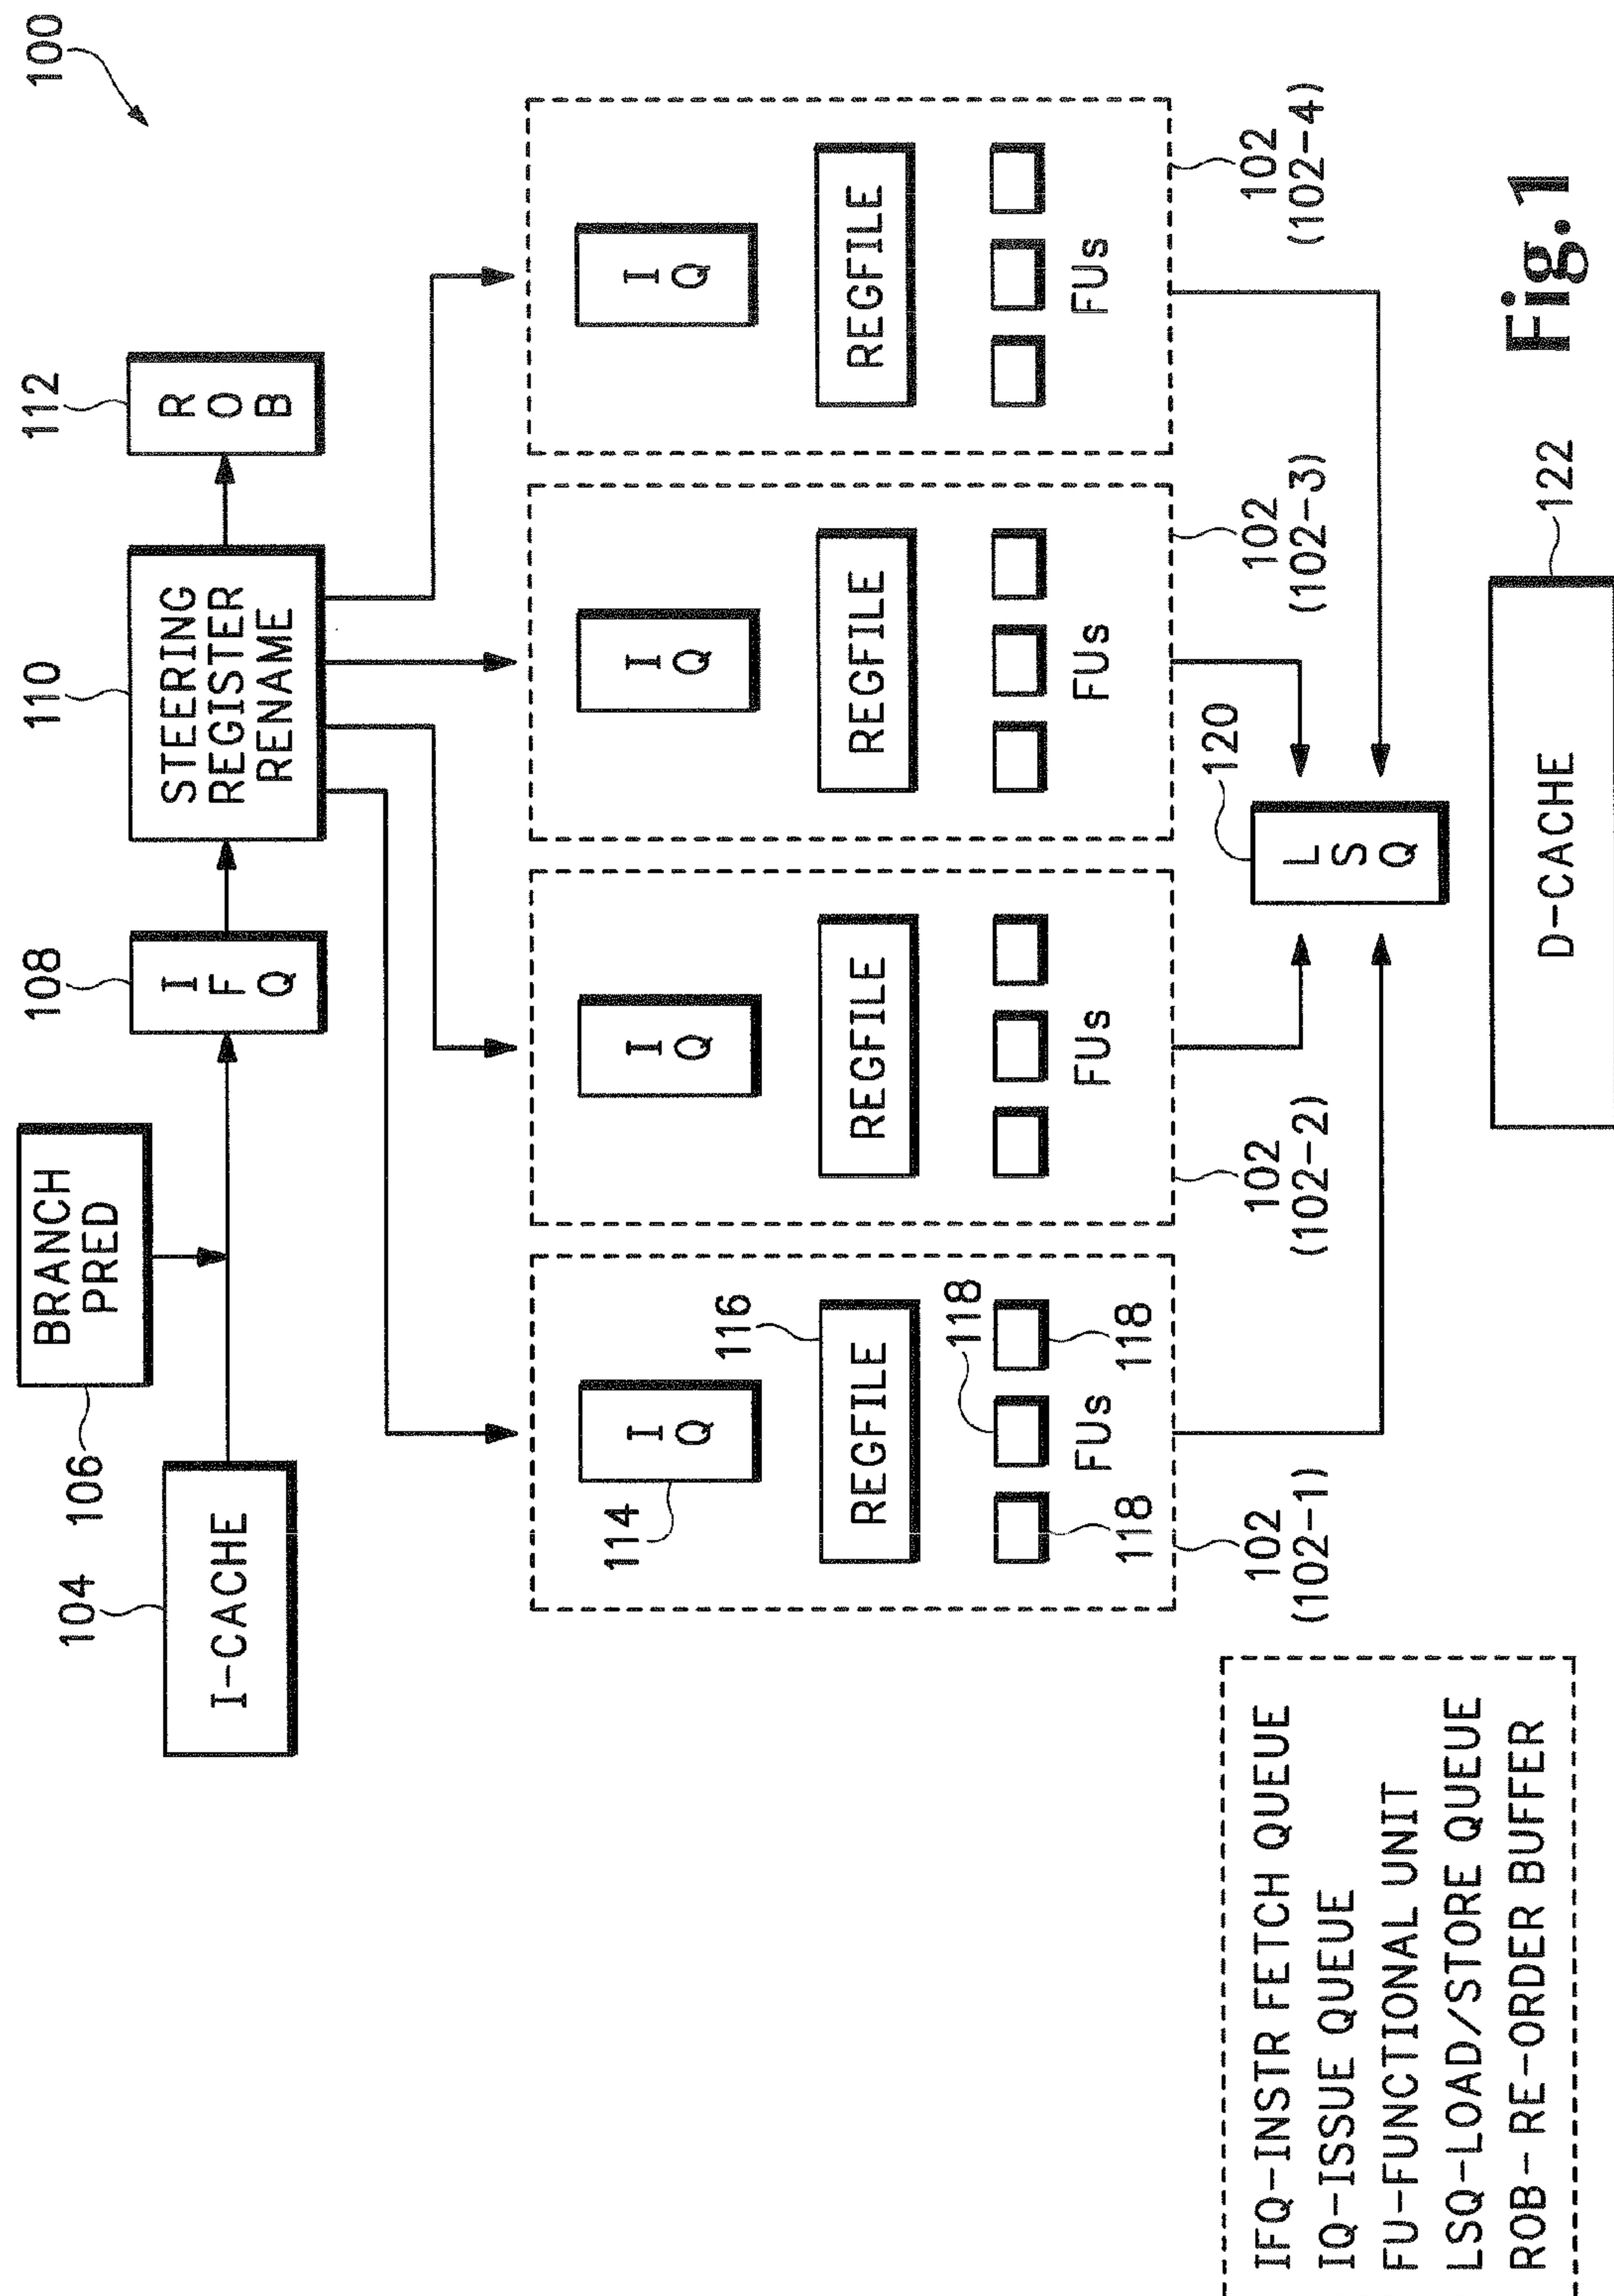 100
106
BRANCH
PRED
104
I-CACHE
108
I
F
Q
110
STEERING
REGISTER
RENAME
112
R
O
B
114
I
Q
116
REGFILE
118
118
118
FUs
102
(102-1)
I
Q
REGFILE
FUs
102
(102-2)
I
Q
REGFILE
FUs
102
(102-3)
I
Q
REGFILE
FUs
102
(102-4)
120
L
S
Q
122
D-CACHE
IFQ-INSTR FETCH QUEUE
IQ-ISSUE QUEUE
FU-FUNCTIONAL UNIT
LSQ-LOAD/STORE QUEUE
ROB- RE-ORDER BUFFER
Fig.1